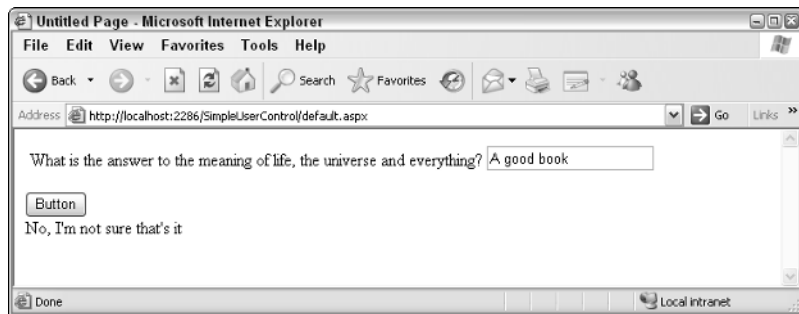 Untitled Page - Microsoft Internet Explorer
File Edit View Favorites Tools Help
Back Search Favorites
Address http://localhost:2286/SimpleUserControl/default.aspx Go Links »
What is the answer to the meaning of life, the universe and everything? A good book
Button
No, I'm not sure that's it
Done Local intranet